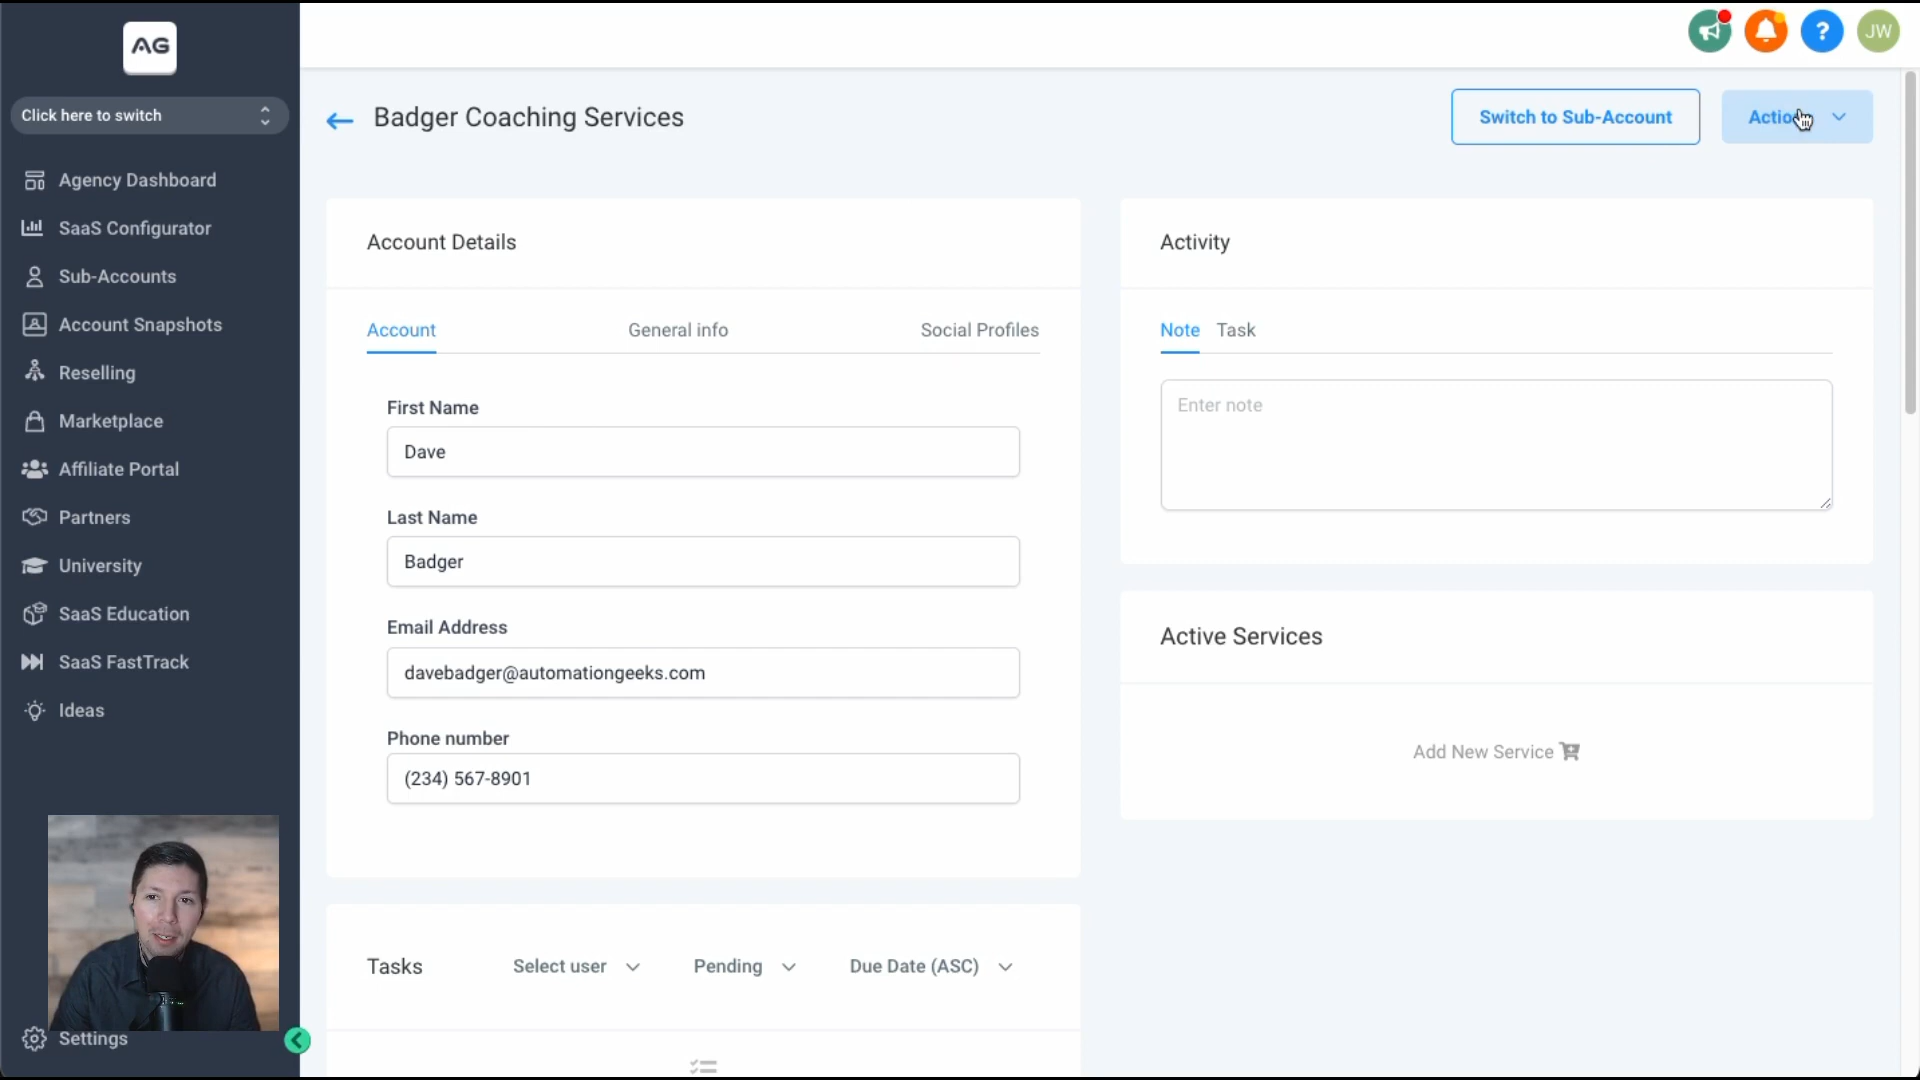 AG
Click here to switch
Agency Dashboard
SaaS Configurator
Sub-Accounts
Account Snapshots
Reselling
Marketplace
Affiliate Portal
Partners
University
SaaS Education
SaaS FastTrack
Ideas
Settings
?
JW
Badger Coaching Services
Switch to Sub-Account
Account Details
Account
General info
Social Profiles
First Name
Dave
Last Name
Badger
Email Address
davebadger@automationgeeks.com
Phone number
(234) 567-8901
Tasks
Select user
Pending
Due Date (ASC)
Activity
Note
Task
Enter note
Active Services
Add New Service